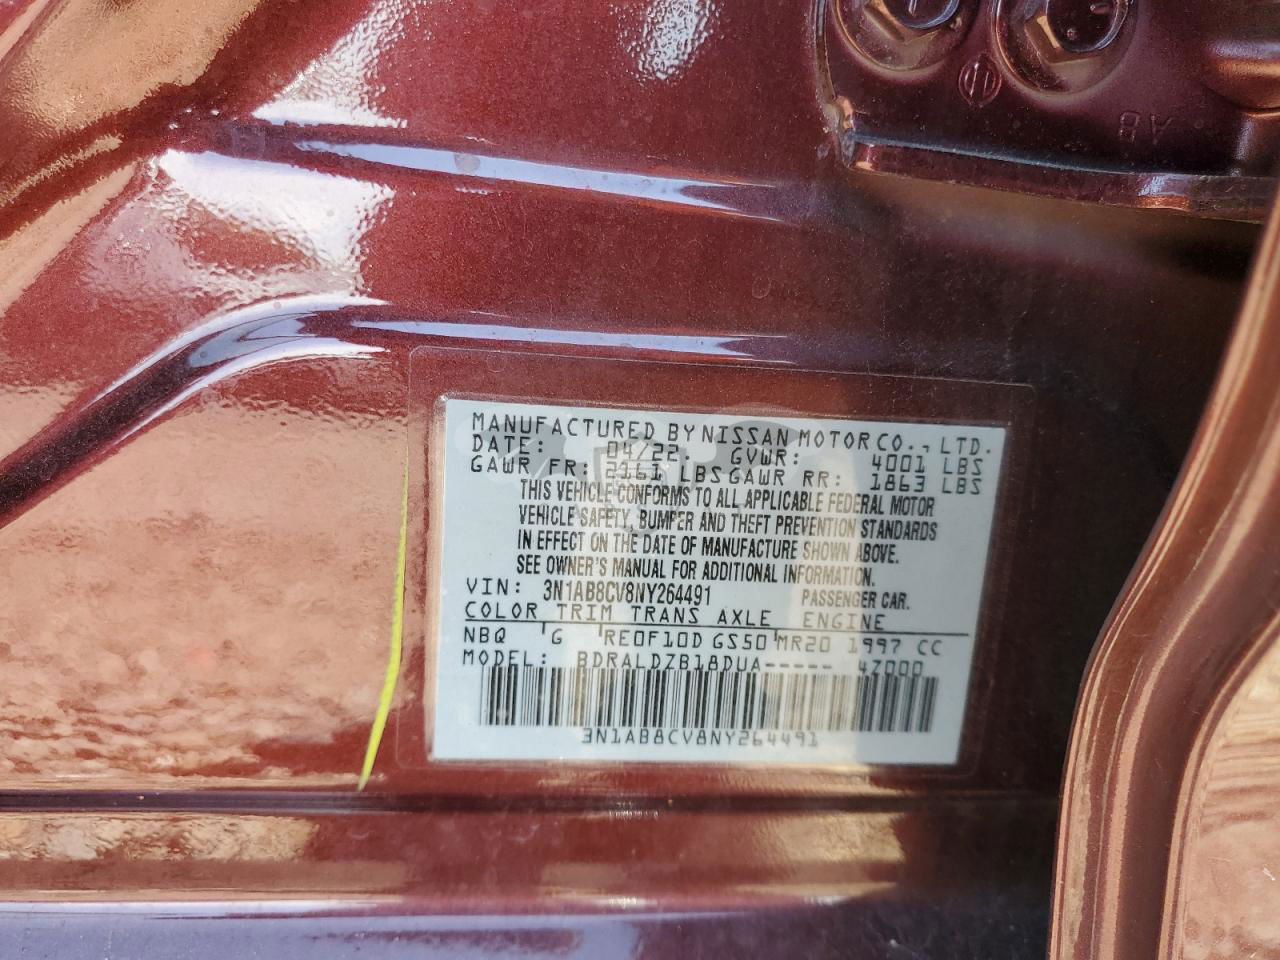 AB
MANUFACTURED BY NISSAN MOTOR CO., LTD.
DATE: 04/22. GVWR: 4001 LBS
GAWR FR: 2161 LBS GAWR RR: 1863 LBS
THIS VEHICLE CONFORMS TO ALL APPLICABLE FEDERAL MOTOR
VEHICLE SAFETY, BUMPER AND THEFT PREVENTION STANDARDS
IN EFFECT ON THE DATE OF MANUFACTURE SHOWN ABOVE.
SEE OWNER'S MANUAL FOR ADDITIONAL INFORMATION.
VIN: 3N1AB8CV8NY264491 PASSENGER CAR.
COLOR TRIM TRANS AXLE ENGINE
NBQ G RE0F10D GS50 MR20 1997 CC
MODEL: BDRALDZB18DUA----- 47000
3N1AB8CV8NY264491